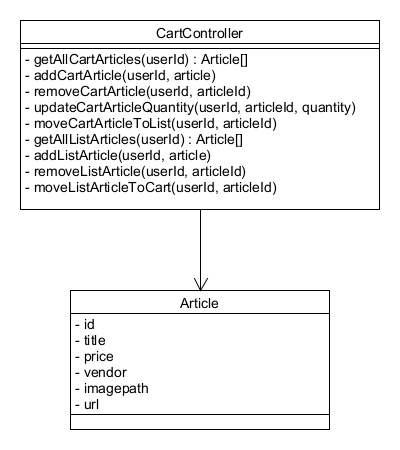 CartController
- getAllCartArticles(userId) : Article[]
- addCartArticle(userId, article)
- removeCartArticle(userId, articleId)
- updateCartArticleQuantity(userId, articleId, quantity)
- moveCartArticleToList(userId, articleId)
- getAllListArticles(userId) : Article[]
- addListArticle(userId, article)
- removeListArticle(userId, articleId)
- moveListArticleToCart(userId, articleId)
Article
- id
- title
- price
- vendor
- imagepath
- url